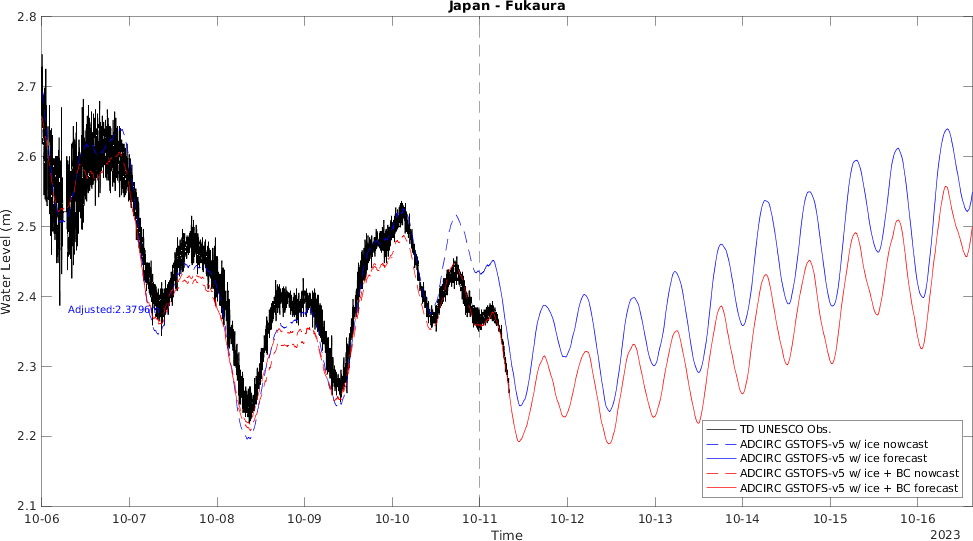 Japan - Fukaura
Water Level (m)
2.8
2.7
2.6
2.5
2.4
2.3
2.2
2.1
Adjusted:2.3796
TD UNESCO Obs.
ADCIRC GSTOFS-v5 w/ ice nowcast
ADCIRC GSTOFS-v5 w/ ice forecast
ADCIRC GSTOFS-v5 w/ ice + BC nowcast
ADCIRC GSTOFS-v5 w/ ice + BC forecast
10-06 10-07 10-08 10-09 10-10 10-11 10-12 10-13 10-14 10-15 10-16
Time
2023